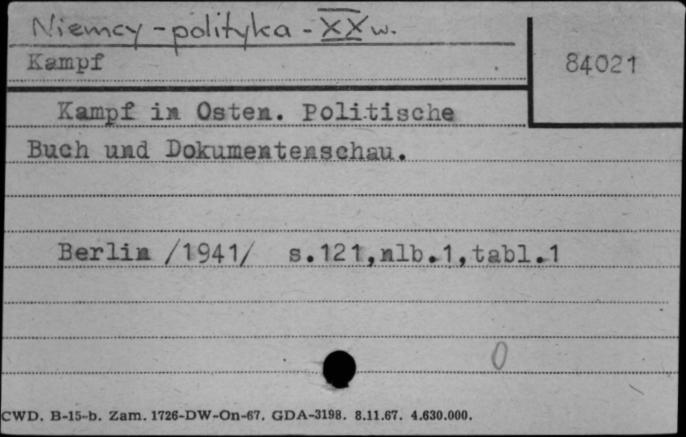 Niemcy - polityka - XX w.
Kampf
84021
Kampf im Osten. Politische
Buch und Dokumentenschau.
Berlin /1941/ s.121,nlb.1,tabl.1
0
CWD. B-15-b. Zam. 1726-DW-On-67. GDA-3198. 8.11.67. 4.630.000.